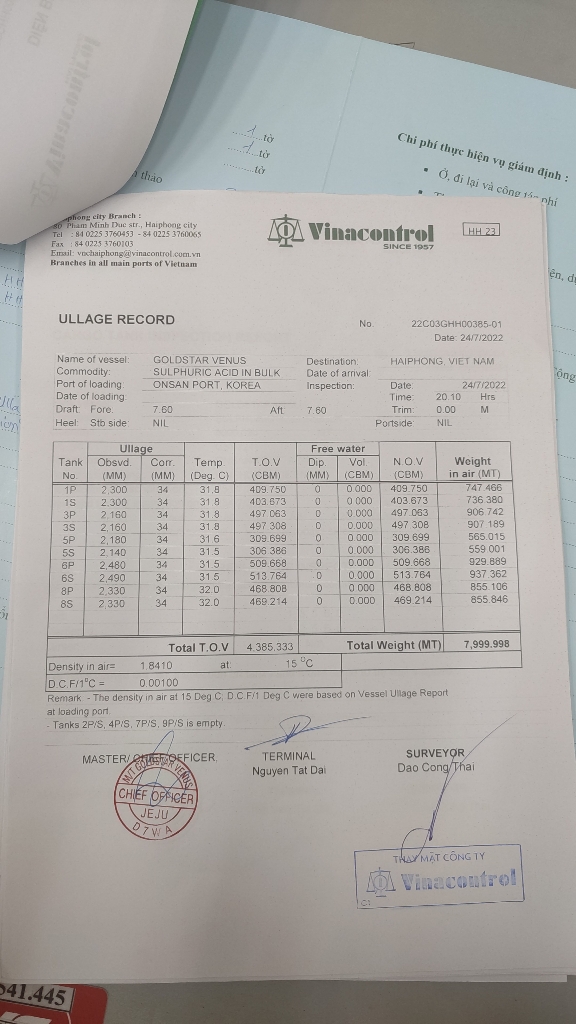 Vinacontrol
1 tờ
1 tờ
tờ
thảo
Chi phí thực hiện vụ giám định :
• Ở, đi lại và công tác phí
phong city Branch :
80 Pham Minh Duc str., Haiphong city
Tel : 84 0225 3760453 - 84 0225 3760065
Fax : 84 0225 3760103
Email: vnchaiphong@vinacontrol.com.vn
Branches in all main ports of Vietnam
Vinacontrol
SINCE 1957
HH 23
ULLAGE RECORD
No. 22C03GHH00385-01
Date: 24/7/2022
Name of vessel: GOLDSTAR VENUS Destination: HAIPHONG, VIET NAM
Commodity: SULPHURIC ACID IN BULK Date of arrival:
Port of loading: ONSAN PORT, KOREA Inspection: Date: 24/7/2022
Date of loading: Time: 20.10 Hrs
Draft: Fore: 7.60 Aft: 7.60 Trim: 0.00 M
Heel: Stb side: NIL Portside: NIL
Ullage Free water
Tank Obsvd. Corr. Temp. T.O.V Dip. Vol. N.O.V Weight
No. (MM) (MM) (Deg. C) (CBM) (MM) (CBM) (CBM) in air (MT)
1P 2,300 34 31.8 409.750 0 0.000 409.750 747.466
1S 2,300 34 31.8 403.673 0 0.000 403.673 736.380
3P 2,160 34 31.8 497.063 0 0.000 497.063 906.742
3S 2,160 34 31.8 497.308 0 0.000 497.308 907.189
5P 2,180 34 31.6 309.699 0 0.000 309.699 565.015
5S 2,140 34 31.5 306.386 0 0.000 306.386 559.001
6P 2,480 34 31.5 509.668 0 0.000 509.668 929.889
6S 2,490 34 31.5 513.764 0 0.000 513.764 937.362
8P 2,330 34 32.0 468.808 0 0.000 468.808 855.106
8S 2,330 34 32.0 469.214 0 0.000 469.214 855.846
Total T.O.V 4,385.333 Total Weight (MT) 7,999.998
Density in air= 1.8410 at: 15 °C
D.C.F/1°C = 0.00100
Remark: - The density in air at 15 Deg.C, D.C.F/1 Deg.C were based on Vessel Ullage Report
at loading port.
- Tanks 2P/S, 4P/S, 7P/S, 9P/S is empty.
MASTER/ CHIEF OFFICER. TERMINAL SURVEYOR
Nguyen Tat Dai Dao Cong Thai
M/T GOLDSTAR VENUS
CHIEF OFFICER
JEJU
D7WA
THAY MẶT CÔNG TY
Vinacontrol
541.445